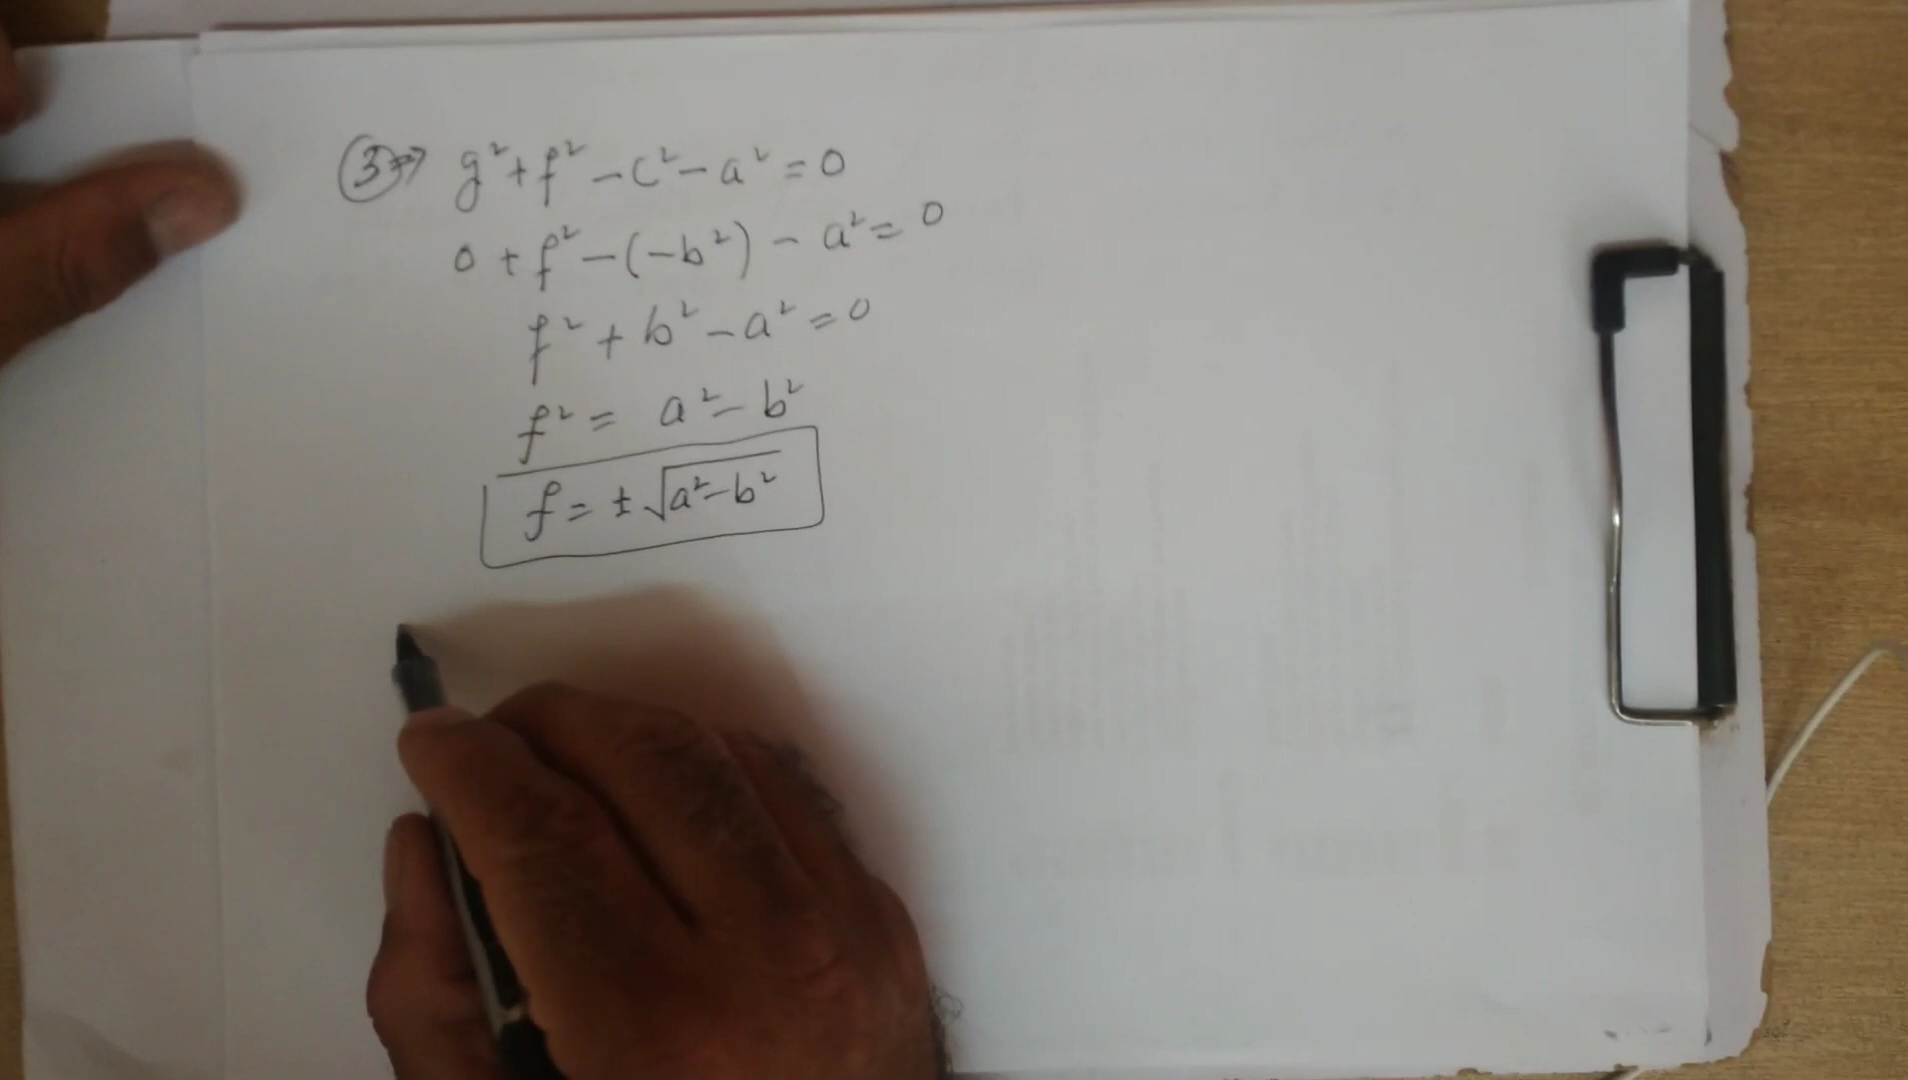 ③⇒ g² + f² - c² - a² = 0
0 + f² - (-b²) - a² = 0
f² + b² - a² = 0
f² = a² - b²
f = ± √a² - b²